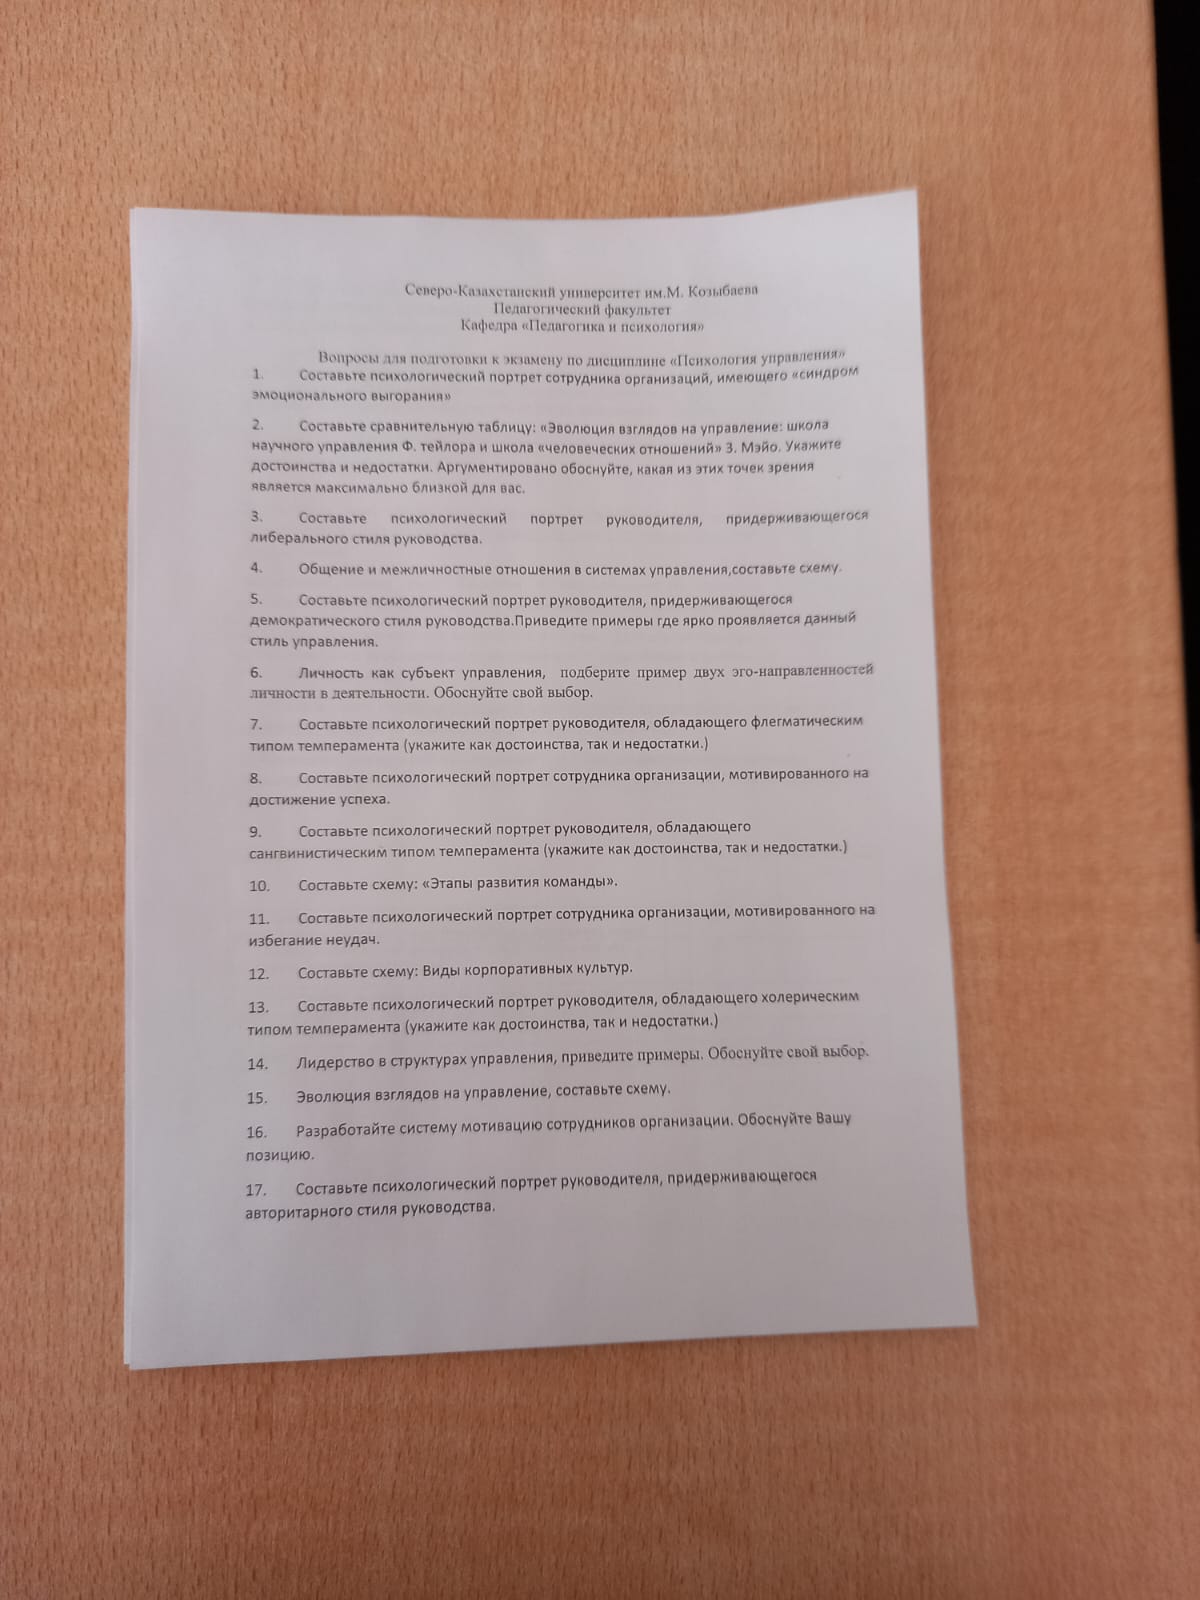 Северо-Казахстанский университет им.М. Козыбаева
Педагогический факультет
Кафедра «Педагогика и психология»
Вопросы для подготовки к экзамену по дисциплине «Психология управления»
1. Составьте психологический портрет сотрудника организаций, имеющего «синдром
эмоционального выгорания»
2. Составьте сравнительную таблицу: «Эволюция взглядов на управление: школа
научного управления Ф. тейлора и школа «человеческих отношений» Э. Мэйо. Укажите
достоинства и недостатки. Аргументировано обоснуйте, какая из этих точек зрения
является максимально близкой для вас.
3. Составьте психологический портрет руководителя, придерживающегося
либерального стиля руководства.
4. Общение и межличностные отношения в системах управления,составьте схему.
5. Составьте психологический портрет руководителя, придерживающегося
демократического стиля руководства.Приведите примеры где ярко проявляется данный
стиль управления.
6. Личность как субъект управления, подберите пример двух эго-направленностей
личности в деятельности. Обоснуйте свой выбор.
7. Составьте психологический портрет руководителя, обладающего флегматическим
типом темперамента (укажите как достоинства, так и недостатки.)
8. Составьте психологический портрет сотрудника организации, мотивированного на
достижение успеха.
9. Составьте психологический портрет руководителя, обладающего
сангвинистическим типом темперамента (укажите как достоинства, так и недостатки.)
10. Составьте схему: «Этапы развития команды».
11. Составьте психологический портрет сотрудника организации, мотивированного на
избегание неудач.
12. Составьте схему: Виды корпоративных культур.
13. Составьте психологический портрет руководителя, обладающего холерическим
типом темперамента (укажите как достоинства, так и недостатки.)
14. Лидерство в структурах управления, приведите примеры. Обоснуйте свой выбор.
15. Эволюция взглядов на управление, составьте схему.
16. Разработайте систему мотивацию сотрудников организации. Обоснуйте Вашу
позицию.
17. Составьте психологический портрет руководителя, придерживающегося
авторитарного стиля руководства.